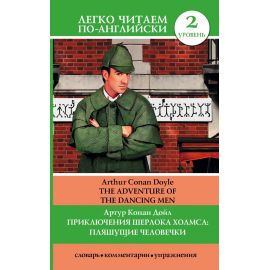 ЛЕГКО ЧИТАЕМ
ПО-АНГЛИЙСКИ
2
УРОВЕНЬ
Arthur Conan Doyle
THE ADVENTURE OF
THE DANCING MEN
Артур Конан Дойл
ПРИКЛЮЧЕНИЯ ШЕРЛОКА ХОЛМСА:
ПЛЯШУЩИЕ ЧЕЛОВЕЧКИ
словарь • комментарии • упражнения